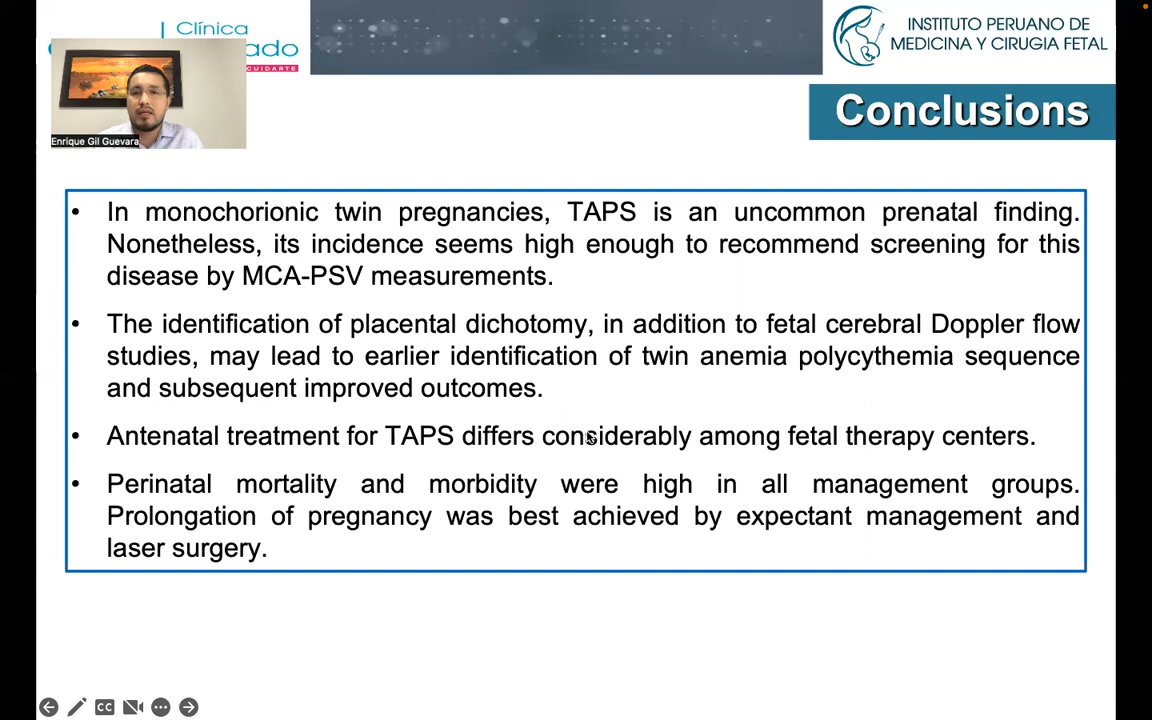 Clínica
ado
CUIDARTE
INSTITUTO PERUANO DE
MEDICINA Y CIRUGIA FETAL
Enrique Gil Guevara
Conclusions
• In monochorionic twin pregnancies, TAPS is an uncommon prenatal finding.
Nonetheless, its incidence seems high enough to recommend screening for this
disease by MCA-PSV measurements.
• The identification of placental dichotomy, in addition to fetal cerebral Doppler flow
studies, may lead to earlier identification of twin anemia polycythemia sequence
and subsequent improved outcomes.
• Antenatal treatment for TAPS differs considerably among fetal therapy centers.
• Perinatal mortality and morbidity were high in all management groups.
Prolongation of pregnancy was best achieved by expectant management and
laser surgery.
CC